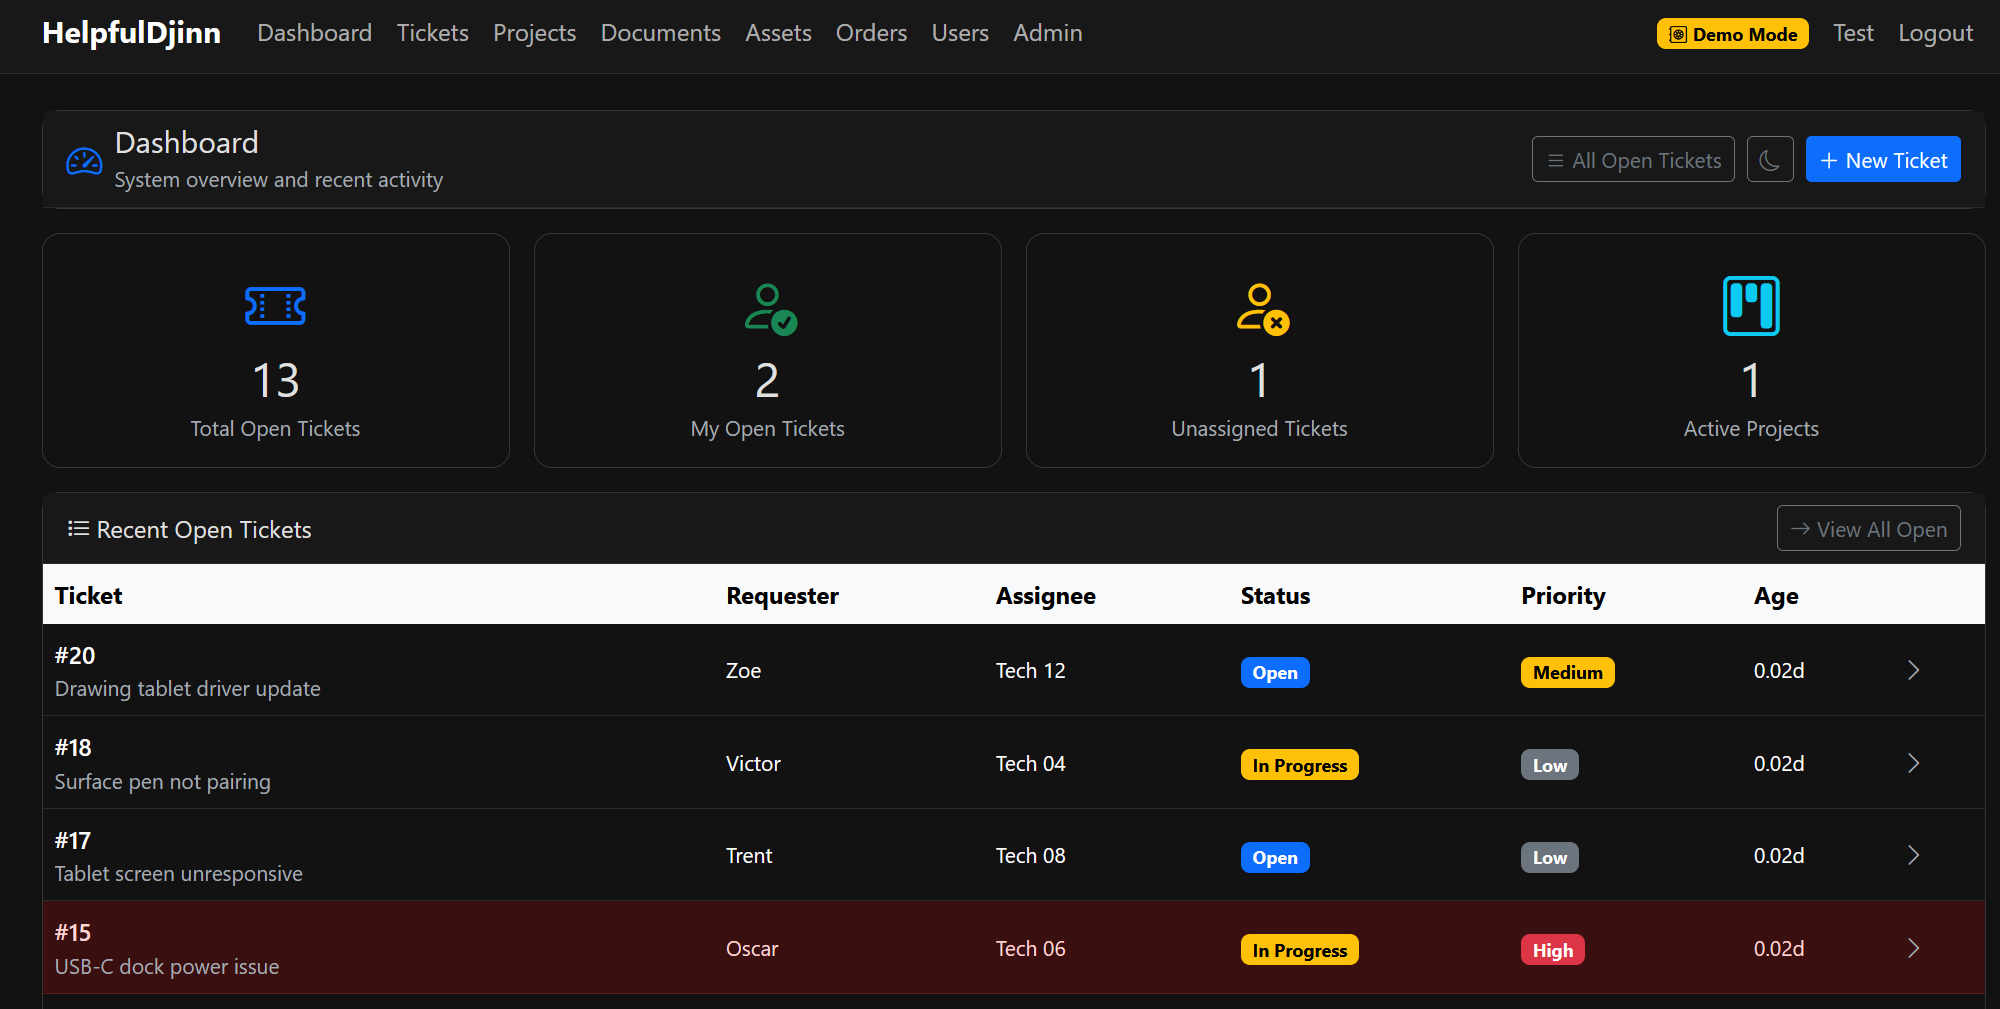 HelpfulDjinn Dashboard Tickets Projects Documents Assets Orders Users Admin Demo Mode Test Logout
Dashboard
System overview and recent activity
All Open Tickets
New Ticket
13
Total Open Tickets
2
My Open Tickets
1
Unassigned Tickets
1
Active Projects
Recent Open Tickets
View All Open
Ticket Requester Assignee Status Priority Age
#20
Drawing tablet driver update
Zoe Tech 12 Open Medium 0.02d
#18
Surface pen not pairing
Victor Tech 04 In Progress Low 0.02d
#17
Tablet screen unresponsive
Trent Tech 08 Open Low 0.02d
#15
USB-C dock power issue
Oscar Tech 06 In Progress High 0.02d